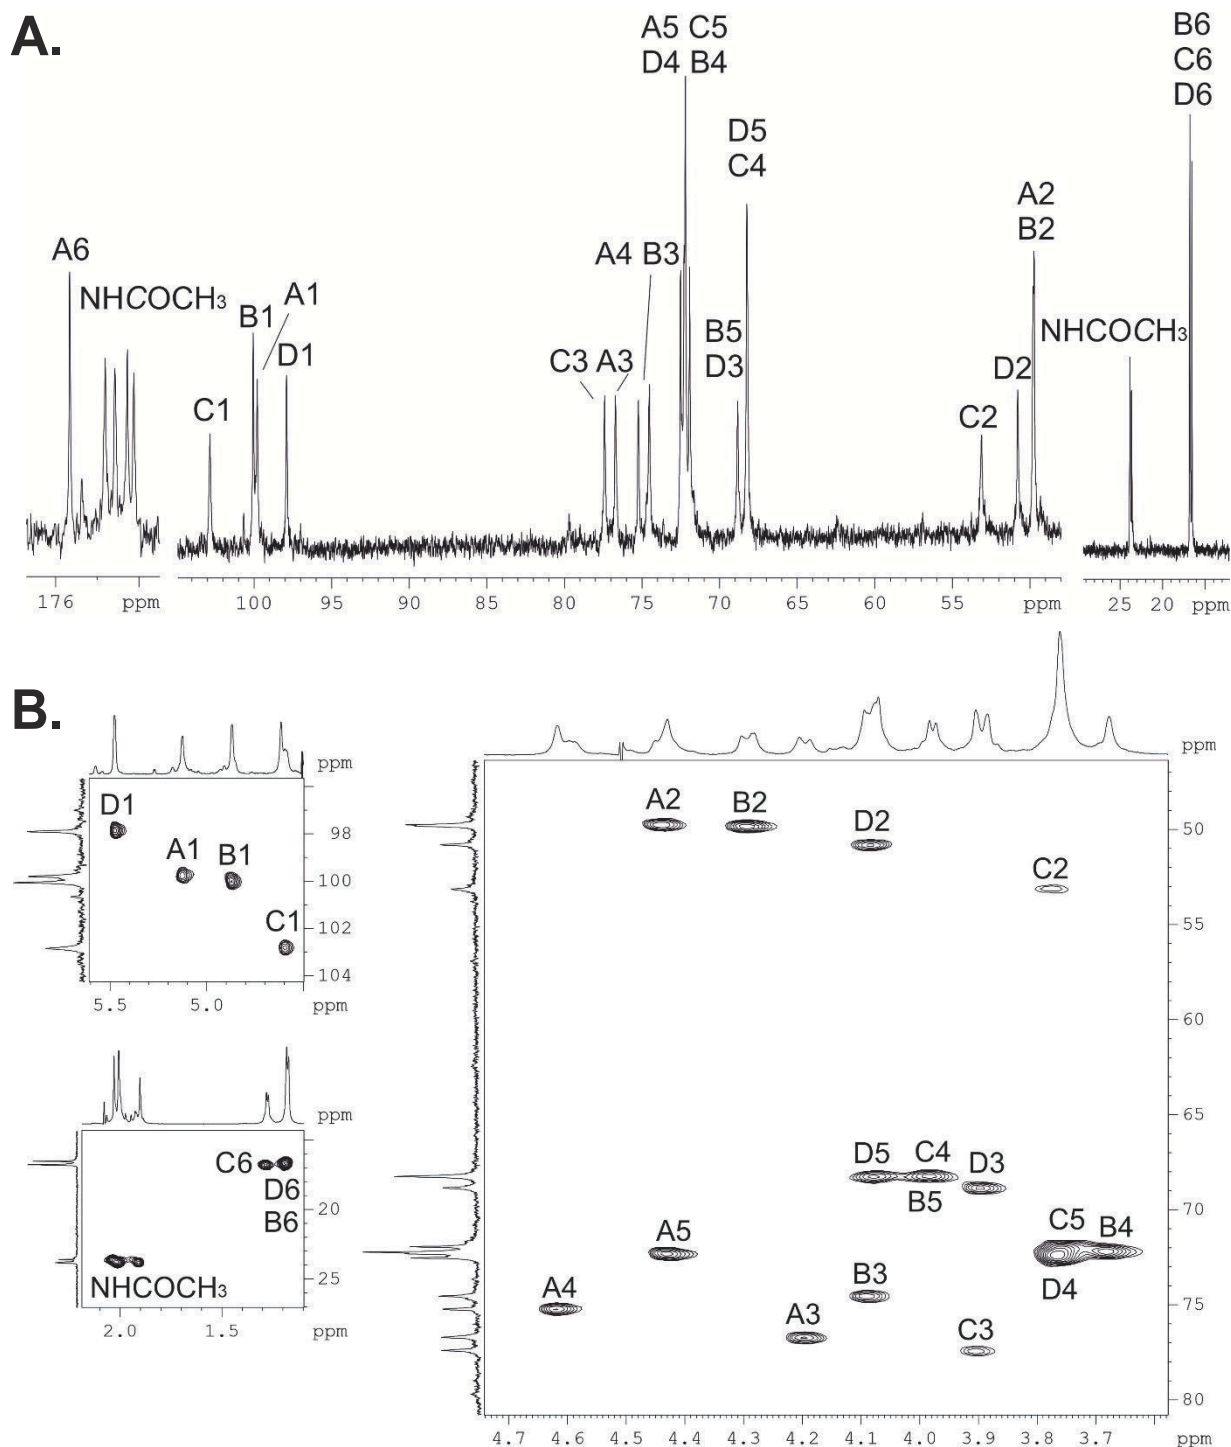 A.
A5 C5
D4 B4
B6
C6
D6
D5
C4
A2
B2
A6
NHCOCH3
B1
A1
D1
C1
A4
B3
C3
A3
B5
D3
C2
D2
NHCOCH3
176 ppm
100 95 90 85 80 75 70 65 60 55 ppm
25 20 ppm
B.
ppm
D1
A1
B1
C1
98
100
102
104
5.5 5.0 ppm
ppm
C6
D6
B6
NHCOCH3
20
25
2.0 1.5 ppm
ppm
A2
B2
D2
C2
D5
C4
D3
B5
A5
C5
B4
B3
D4
A4
A3
C3
50
55
60
65
70
75
80
4.7 4.6 4.5 4.4 4.3 4.2 4.1 4.0 3.9 3.8 3.7 ppm